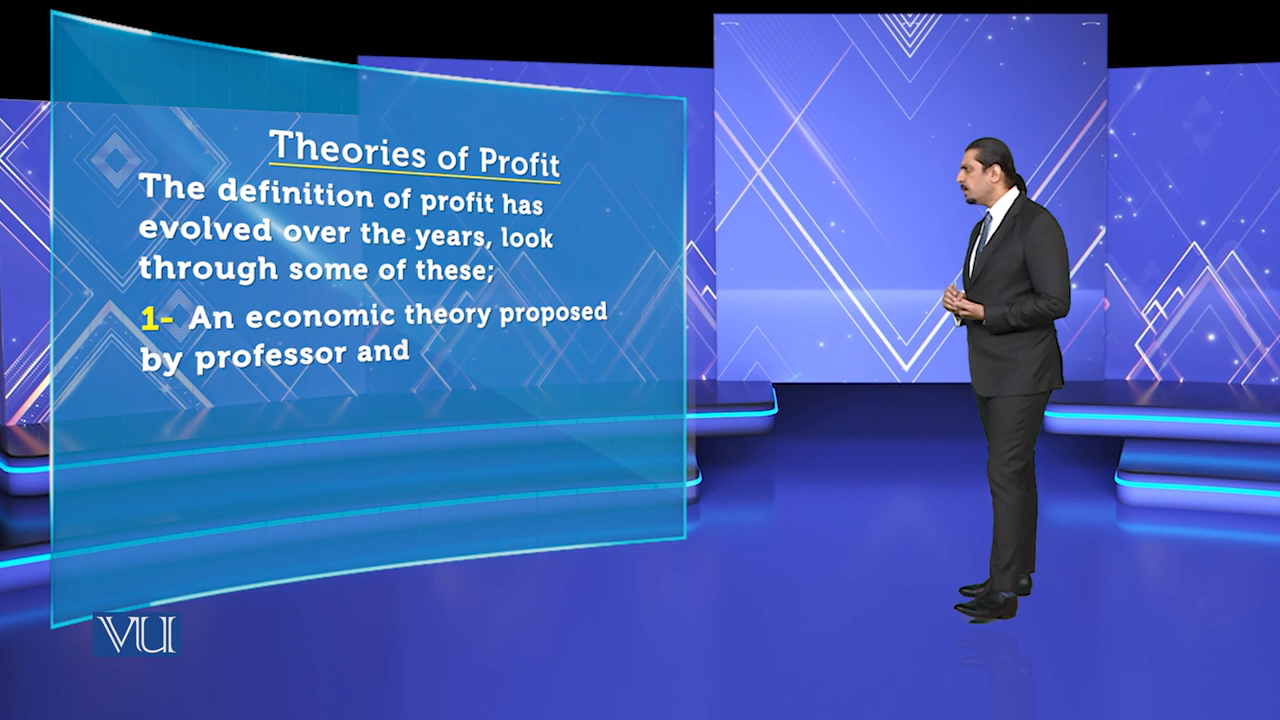 Theories of Profit
The definition of profit has
evolved over the years, look
through some of these;
1- An economic theory proposed
by professor and
VU